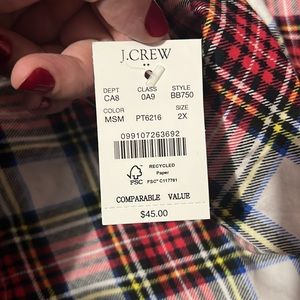 J.CREW
DEPT CLASS STYLE
CA8 0A9 BB750
COLOR SIZE
MSM PT6216 2X
099107263692
RECYCLED
Paper
FSC® C117791
FSC
COMPARABLE VALUE
$45.00